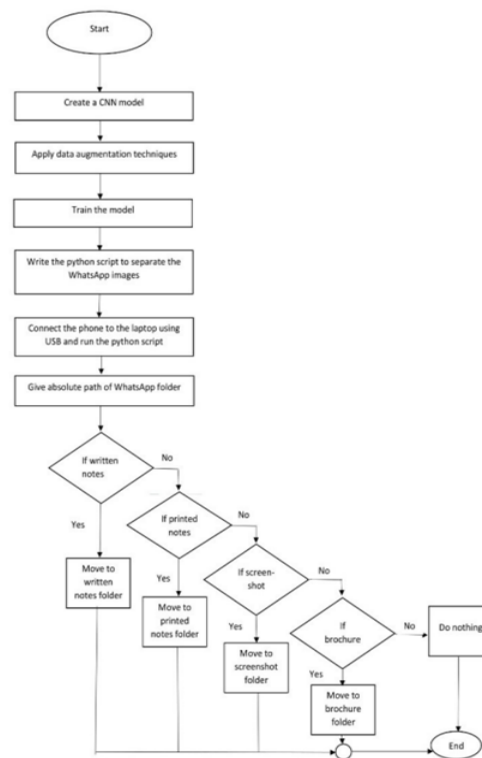 Start
Create a CNN model
Apply data augmentation techniques
Train the model
Write the python script to separate the
WhatsApp images
Connect the phone to the laptop using
USB and run the python script
Give absolute path of WhatsApp folder
If written
notes
No
Yes
If printed
notes
No
Move to
written
notes folder
Yes
If screen-
shot
No
Move to
printed
notes folder
Yes
If
brochure
No
Do nothing
Move to
screenshot
folder
Yes
Move to
brochure
folder
End